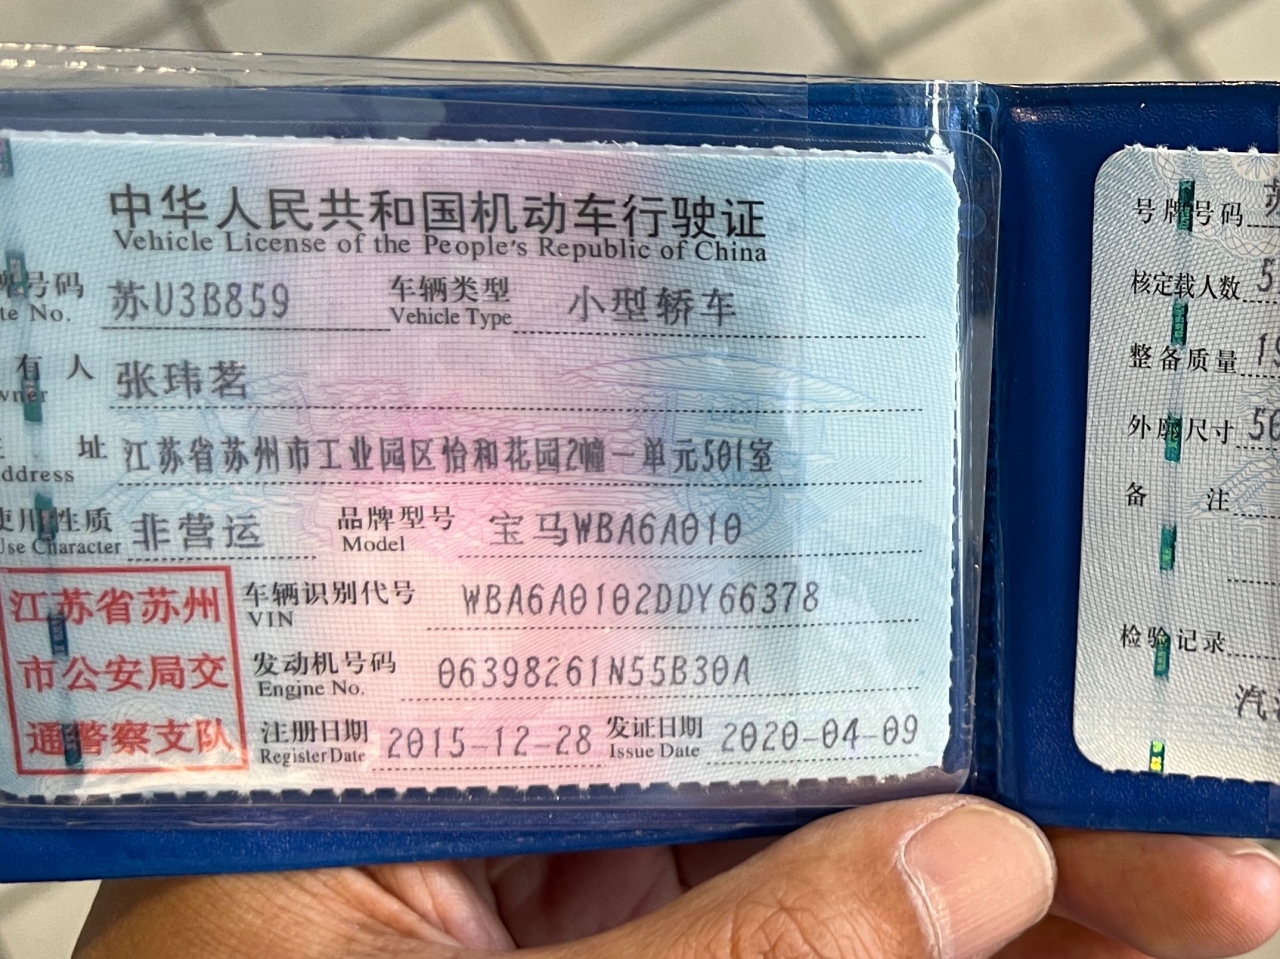 中华人民共和国机动车行驶证
Vehicle License of the People's Republic of China
号码 苏U3B859 车辆类型 小型轿车
No. Vehicle Type
有人 张玮茗
址 江苏省苏州市工业园区怡和花园2幢一单元501室
ddress
使用性质 非营运 品牌型号 宝马WBA6A010
Use Character Model
江苏省苏州
市公安局交
通警察支队
车辆识别代号 WBA6A0102DDY66378
VIN
发动机号码 06398261N55B30A
Engine No.
注册日期 2015-12-28 发证日期 2020-04-09
Register Date Issue Date
号牌号码 苏
核定载人数 5
整备质量 19
外廓尺寸 50
备注
检验记录
汽